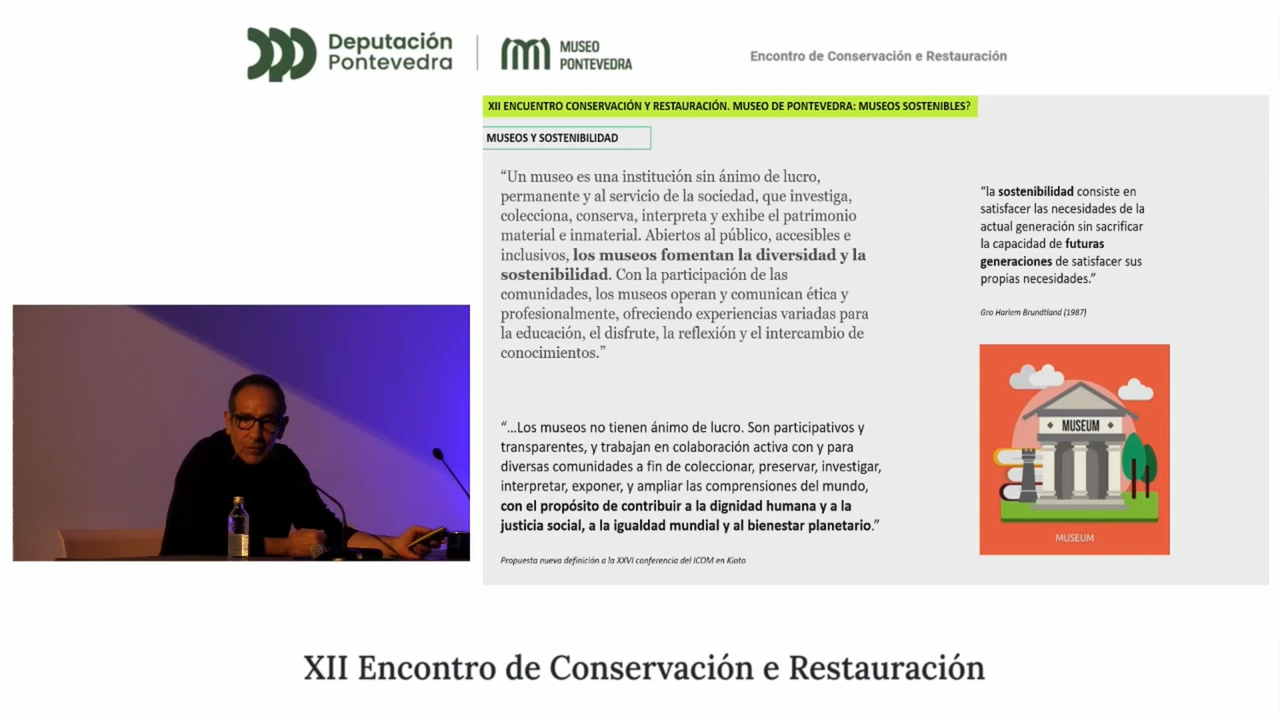 Deputación
Pontevedra
MUSEO
PONTEVEDRA
Encontro de Conservación e Restauración
XII ENCUENTRO CONSERVACIÓN Y RESTAURACIÓN. MUSEO DE PONTEVEDRA: MUSEOS SOSTENIBLES?
MUSEOS Y SOSTENIBILIDAD
“Un museo es una institución sin ánimo de lucro,
permanente y al servicio de la sociedad, que investiga,
colecciona, conserva, interpreta y exhibe el patrimonio
material e inmaterial. Abiertos al público, accesibles e
inclusivos, los museos fomentan la diversidad y la
sostenibilidad. Con la participación de las
comunidades, los museos operan y comunican ética y
profesionalmente, ofreciendo experiencias variadas para
la educación, el disfrute, la reflexión y el intercambio de
conocimientos.”
“...Los museos no tienen ánimo de lucro. Son participativos y
transparentes, y trabajan en colaboración activa con y para
diversas comunidades a fin de coleccionar, preservar, investigar,
interpretar, exponer, y ampliar las comprensiones del mundo,
con el propósito de contribuir a la dignidad humana y a la
justicia social, a la igualdad mundial y al bienestar planetario.”
Propuesta nueva definición a la XXVI conferencia del ICOM en Kioto
“la sostenibilidad consiste en
satisfacer las necesidades de la
actual generación sin sacrificar
la capacidad de futuras
generaciones de satisfacer sus
propias necesidades.”
Gro Harlem Brundtland (1987)
MUSEUM
MUSEUM
XII Encontro de Conservación e Restauración